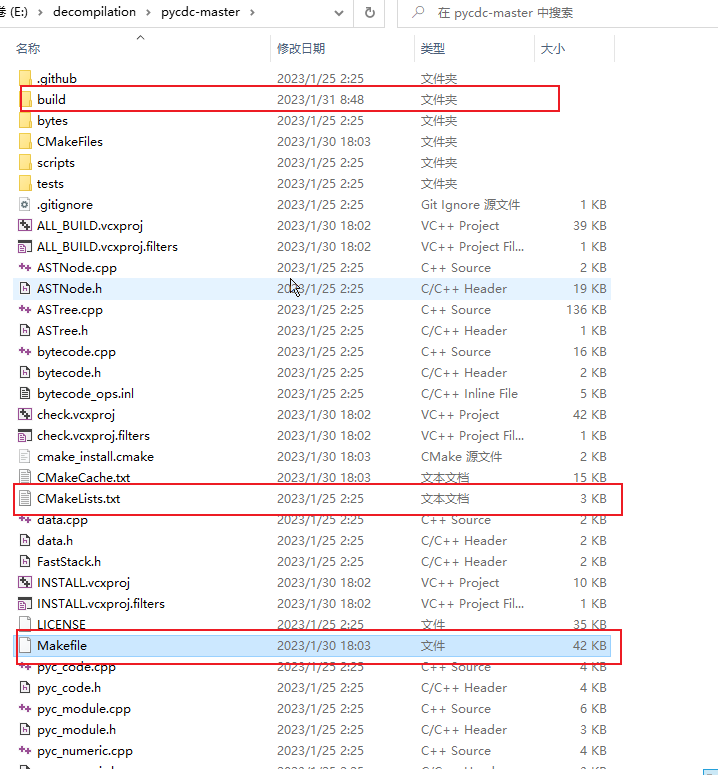 卷 (E:) > decompilation > pycdc-master >
在 pycdc-master 中搜索
名称 修改日期 类型 大小
.github 2023/1/25 2:25 文件夹
build 2023/1/31 8:48 文件夹
bytes 2023/1/25 2:25 文件夹
CMakeFiles 2023/1/30 18:03 文件夹
scripts 2023/1/25 2:25 文件夹
tests 2023/1/25 2:25 文件夹
.gitignore 2023/1/25 2:25 Git Ignore 源文件 1 KB
ALL_BUILD.vcxproj 2023/1/30 18:02 VC++ Project 39 KB
ALL_BUILD.vcxproj.filters 2023/1/30 18:02 VC++ Project Fil... 1 KB
ASTNode.cpp 2023/1/25 2:25 C++ Source 2 KB
ASTNode.h 2023/1/25 2:25 C/C++ Header 19 KB
ASTree.cpp 2023/1/25 2:25 C++ Source 136 KB
ASTree.h 2023/1/25 2:25 C/C++ Header 1 KB
bytecode.cpp 2023/1/25 2:25 C++ Source 16 KB
bytecode.h 2023/1/25 2:25 C/C++ Header 2 KB
bytecode_ops.inl 2023/1/25 2:25 C/C++ Inline File 5 KB
check.vcxproj 2023/1/30 18:02 VC++ Project 42 KB
check.vcxproj.filters 2023/1/30 18:02 VC++ Project Fil... 1 KB
cmake_install.cmake 2023/1/30 18:03 CMake 源文件 2 KB
CMakeCache.txt 2023/1/30 18:03 文本文档 15 KB
CMakeLists.txt 2023/1/25 2:25 文本文档 3 KB
data.cpp 2023/1/25 2:25 C++ Source 2 KB
data.h 2023/1/25 2:25 C/C++ Header 2 KB
FastStack.h 2023/1/25 2:25 C/C++ Header 2 KB
INSTALL.vcxproj 2023/1/30 18:02 VC++ Project 10 KB
INSTALL.vcxproj.filters 2023/1/30 18:02 VC++ Project Fil... 1 KB
LICENSE 2023/1/25 2:25 文件 35 KB
Makefile 2023/1/30 18:03 文件 42 KB
pyc_code.cpp 2023/1/25 2:25 C++ Source 4 KB
pyc_code.h 2023/1/25 2:25 C/C++ Header 4 KB
pyc_module.cpp 2023/1/25 2:25 C++ Source 6 KB
pyc_module.h 2023/1/25 2:25 C/C++ Header 3 KB
pyc_numeric.cpp 2023/1/25 2:25 C++ Source 4 KB